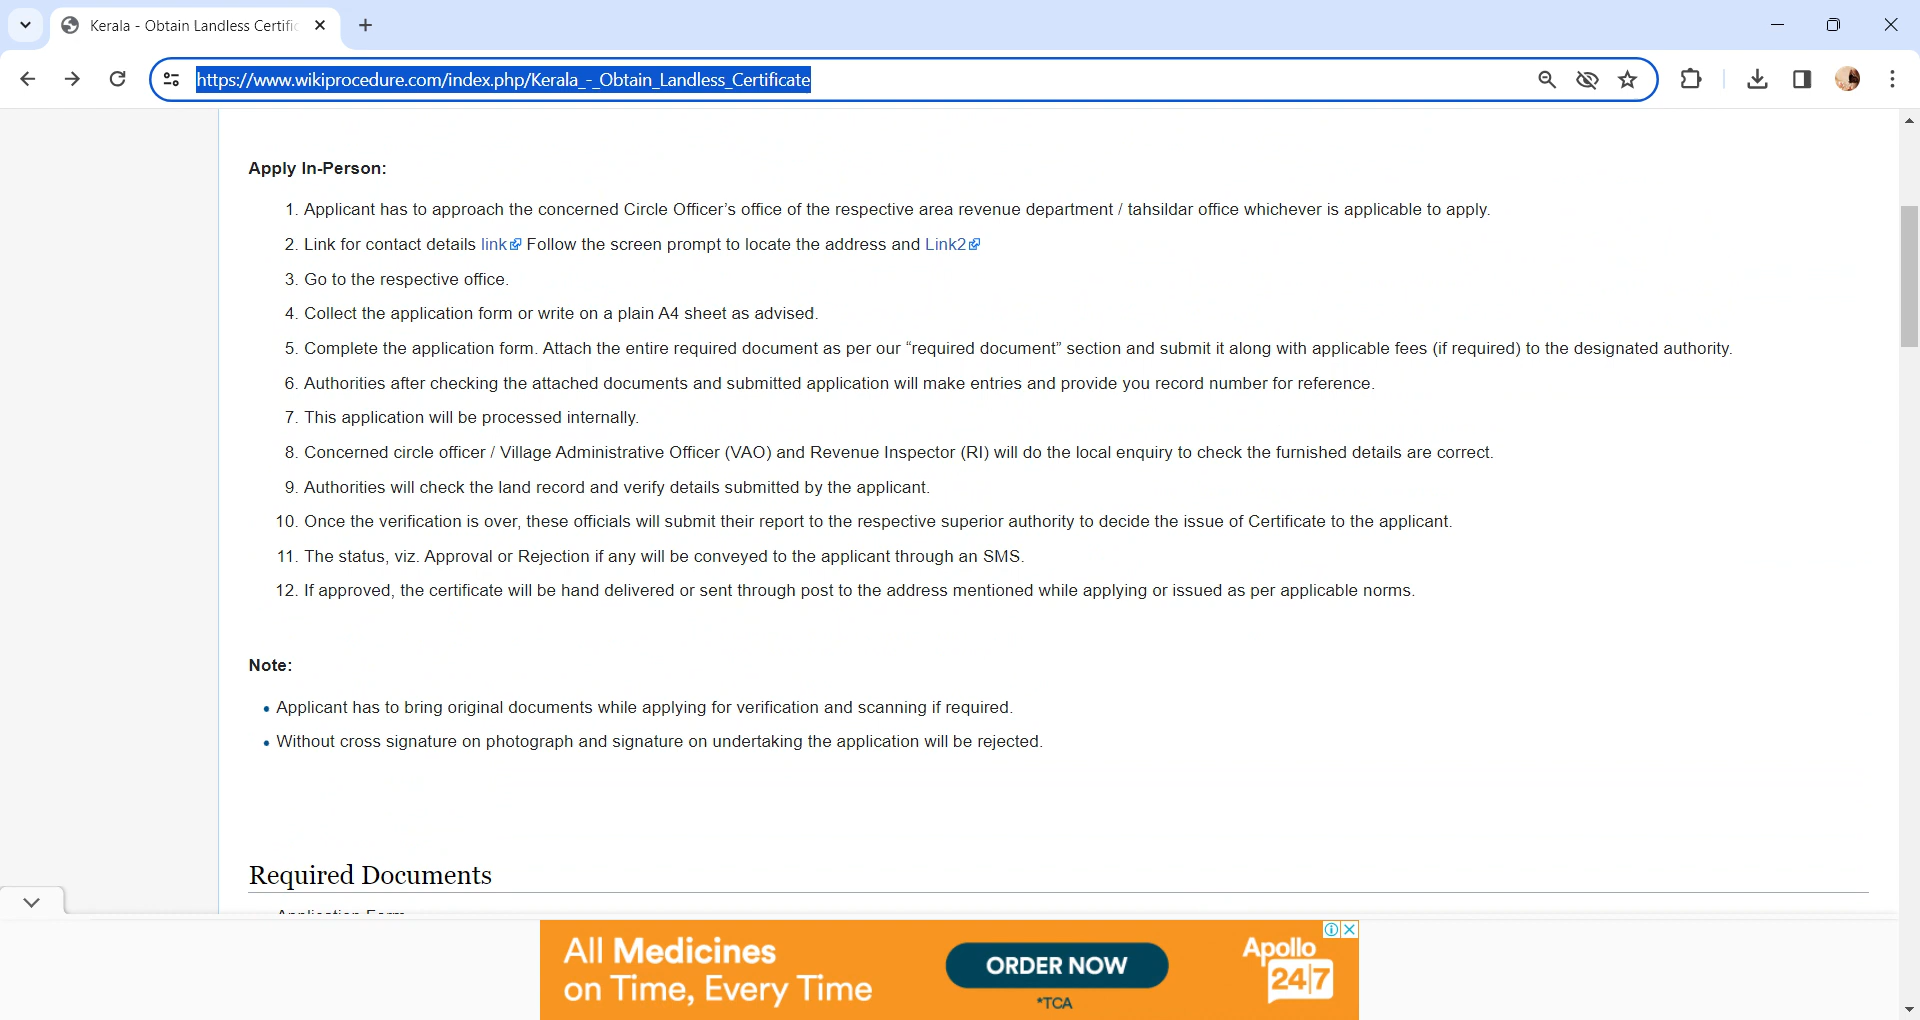 Kerala - Obtain Landless Certific
https://www.wikiprocedure.com/index.php/Kerala_-_Obtain_Landless_Certificate
Apply In-Person:
1. Applicant has to approach the concerned Circle Officer’s office of the respective area revenue department / tahsildar office whichever is applicable to apply.
2. Link for contact details link Follow the screen prompt to locate the address and Link2
3. Go to the respective office.
4. Collect the application form or write on a plain A4 sheet as advised.
5. Complete the application form. Attach the entire required document as per our “required document” section and submit it along with applicable fees (if required) to the designated authority.
6. Authorities after checking the attached documents and submitted application will make entries and provide you record number for reference.
7. This application will be processed internally.
8. Concerned circle officer / Village Administrative Officer (VAO) and Revenue Inspector (RI) will do the local enquiry to check the furnished details are correct.
9. Authorities will check the land record and verify details submitted by the applicant.
10. Once the verification is over, these officials will submit their report to the respective superior authority to decide the issue of Certificate to the applicant.
11. The status, viz. Approval or Rejection if any will be conveyed to the applicant through an SMS.
12. If approved, the certificate will be hand delivered or sent through post to the address mentioned while applying or issued as per applicable norms.
Note:
• Applicant has to bring original documents while applying for verification and scanning if required.
• Without cross signature on photograph and signature on undertaking the application will be rejected.
Required Documents
Application Form
All Medicines
on Time, Every Time
ORDER NOW
*TCA
Apollo
24|7